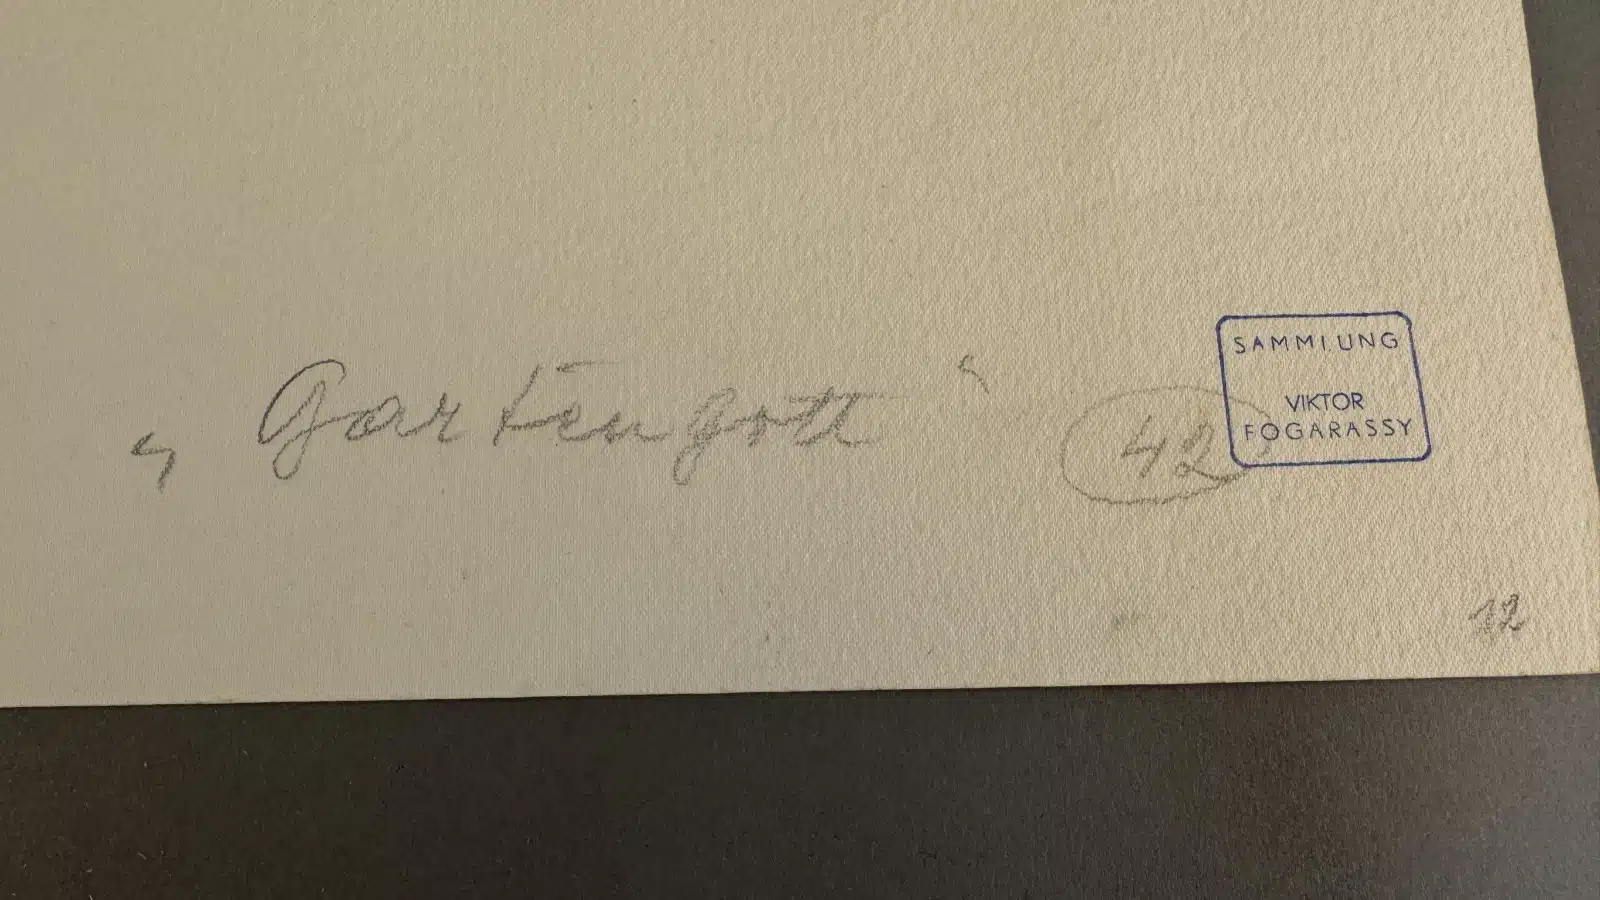 „Gartengott“
42
SAMMLUNG
VIKTOR
FOGARASSY
12